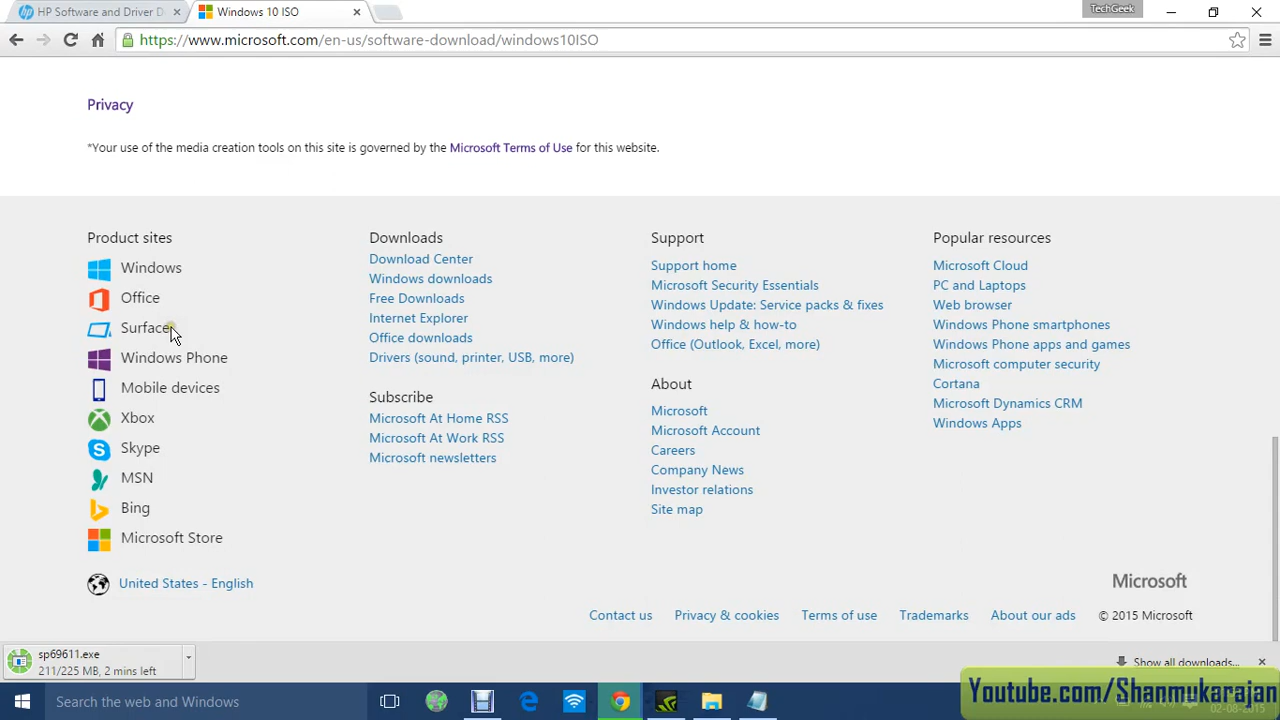 HP Software and Driver D
Windows 10 ISO
TechGeek
https://www.microsoft.com/en-us/software-download/windows10ISO
Privacy
*Your use of the media creation tools on this site is governed by the Microsoft Terms of Use for this website.
Product sites
Windows
Office
Surface
Windows Phone
Mobile devices
Xbox
Skype
MSN
Bing
Microsoft Store
United States - English
Downloads
Download Center
Windows downloads
Free Downloads
Internet Explorer
Office downloads
Drivers (sound, printer, USB, more)
Subscribe
Microsoft At Home RSS
Microsoft At Work RSS
Microsoft newsletters
Support
Support home
Microsoft Security Essentials
Windows Update: Service packs & fixes
Windows help & how-to
Office (Outlook, Excel, more)
About
Microsoft
Microsoft Account
Careers
Company News
Investor relations
Site map
Popular resources
Microsoft Cloud
PC and Laptops
Web browser
Windows Phone smartphones
Windows Phone apps and games
Microsoft computer security
Cortana
Microsoft Dynamics CRM
Windows Apps
Microsoft
Contact us
Privacy & cookies
Terms of use
Trademarks
About our ads
© 2015 Microsoft
sp69611.exe
211/225 MB, 2 mins left
Show all downloads...
Search the web and Windows
Youtube.com/Shanmukarajan
02-08-2015